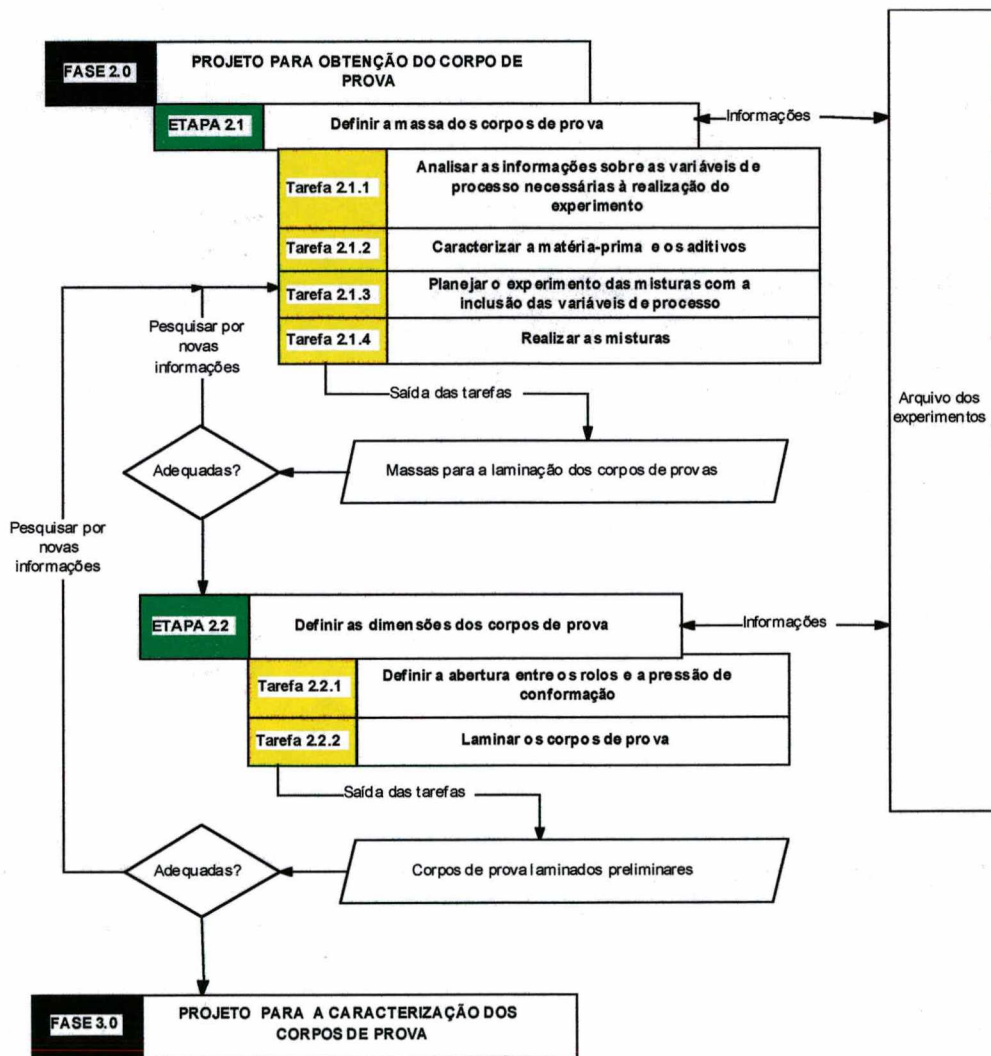 FASE 2.0
PROJETO PARA OBTENÇÃO DO CORPO DE
PROVA
ETAPA 2.1
Definir a massa dos corpos de prova
Informações
Tarefa 2.1.1
Analisar as informações sobre as variáveis de
processo necessárias à realização do
experimento
Tarefa 2.1.2
Caracterizar a matéria-prima e os aditivos
Tarefa 2.1.3
Planejar o experimento das misturas com a
inclusão das variáveis de processo
Tarefa 2.1.4
Realizar as misturas
Pesquisar por
novas
informações
Saída das tarefas
Arquivo dos
experimentos
Adequadas?
Massas para a laminação dos corpos de provas
Pesquisar por
novas
informações
ETAPA 2.2
Definir as dimensões dos corpos de prova
Informações
Tarefa 2.2.1
Definir a abertura entre os rolos e a pressão de
conformação
Tarefa 2.2.2
Laminar os corpos de prova
Saída das tarefas
Adequadas?
Corpos de prova laminados preliminares
FASE 3.0
PROJETO PARA A CARACTERIZAÇÃO DOS
CORPOS DE PROVA